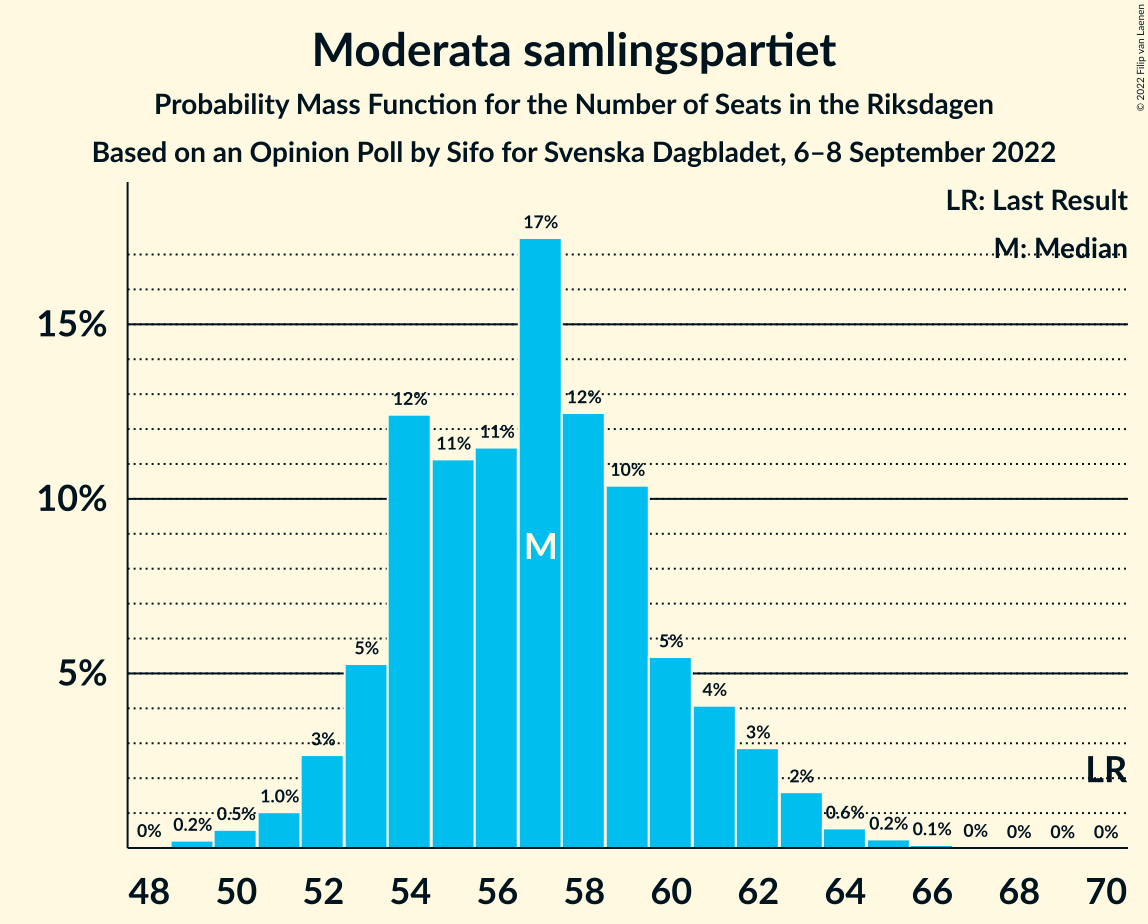 Moderata samlingspartiet
Probability Mass Function for the Number of Seats in the Riksdagen
Based on an Opinion Poll by Sifo for Svenska Dagbladet, 6–8 September 2022
© 2022 Filip van Laenen
LR: Last Result
M: Median
15%
10%
5%
0% 0.2% 0.5% 1.0% 3% 5% 12% 11% 11% 17% 12% 10% 5% 4% 3% 2% 0.6% 0.2% 0.1% 0% 0% 0% 0%
M
LR
48 50 52 54 56 58 60 62 64 66 68 70